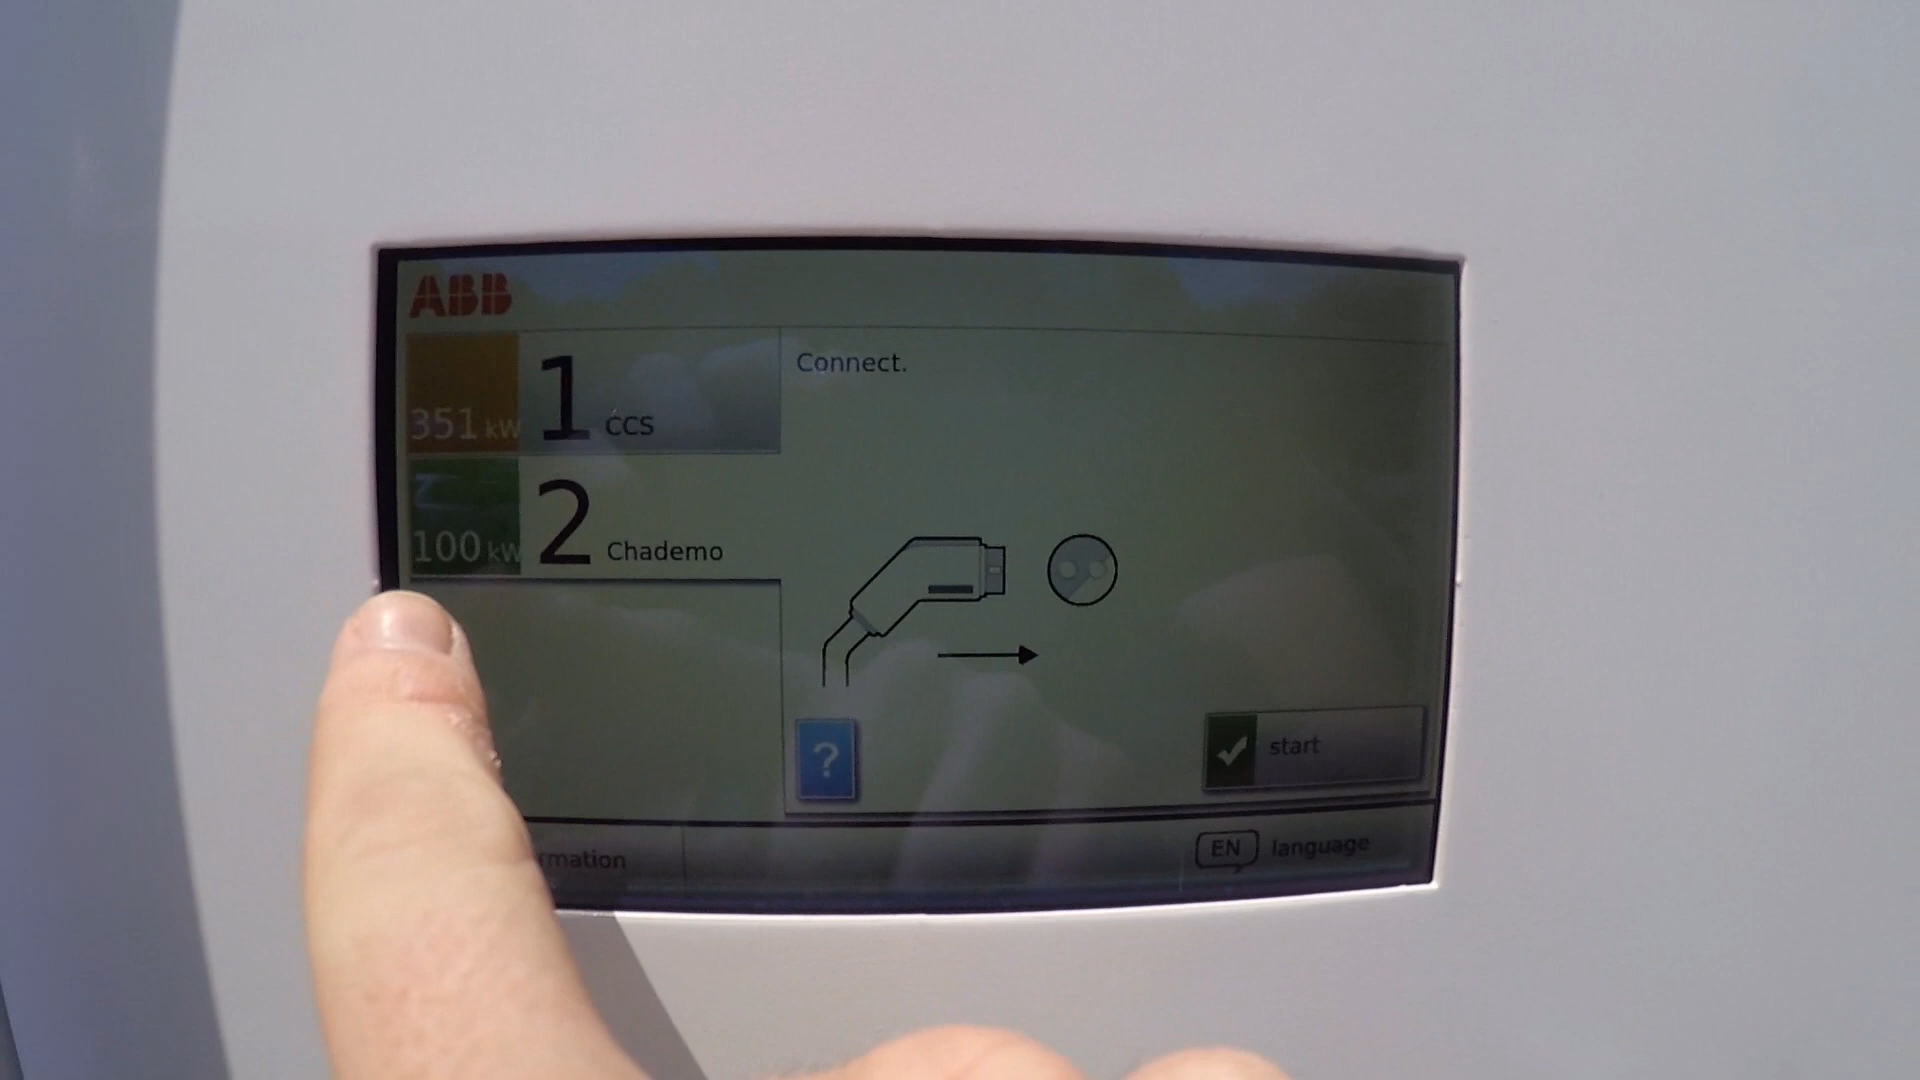 ABB
351 kW 1 CCS
100 kW 2 Chademo
Connect.
?
start
rmation
EN language